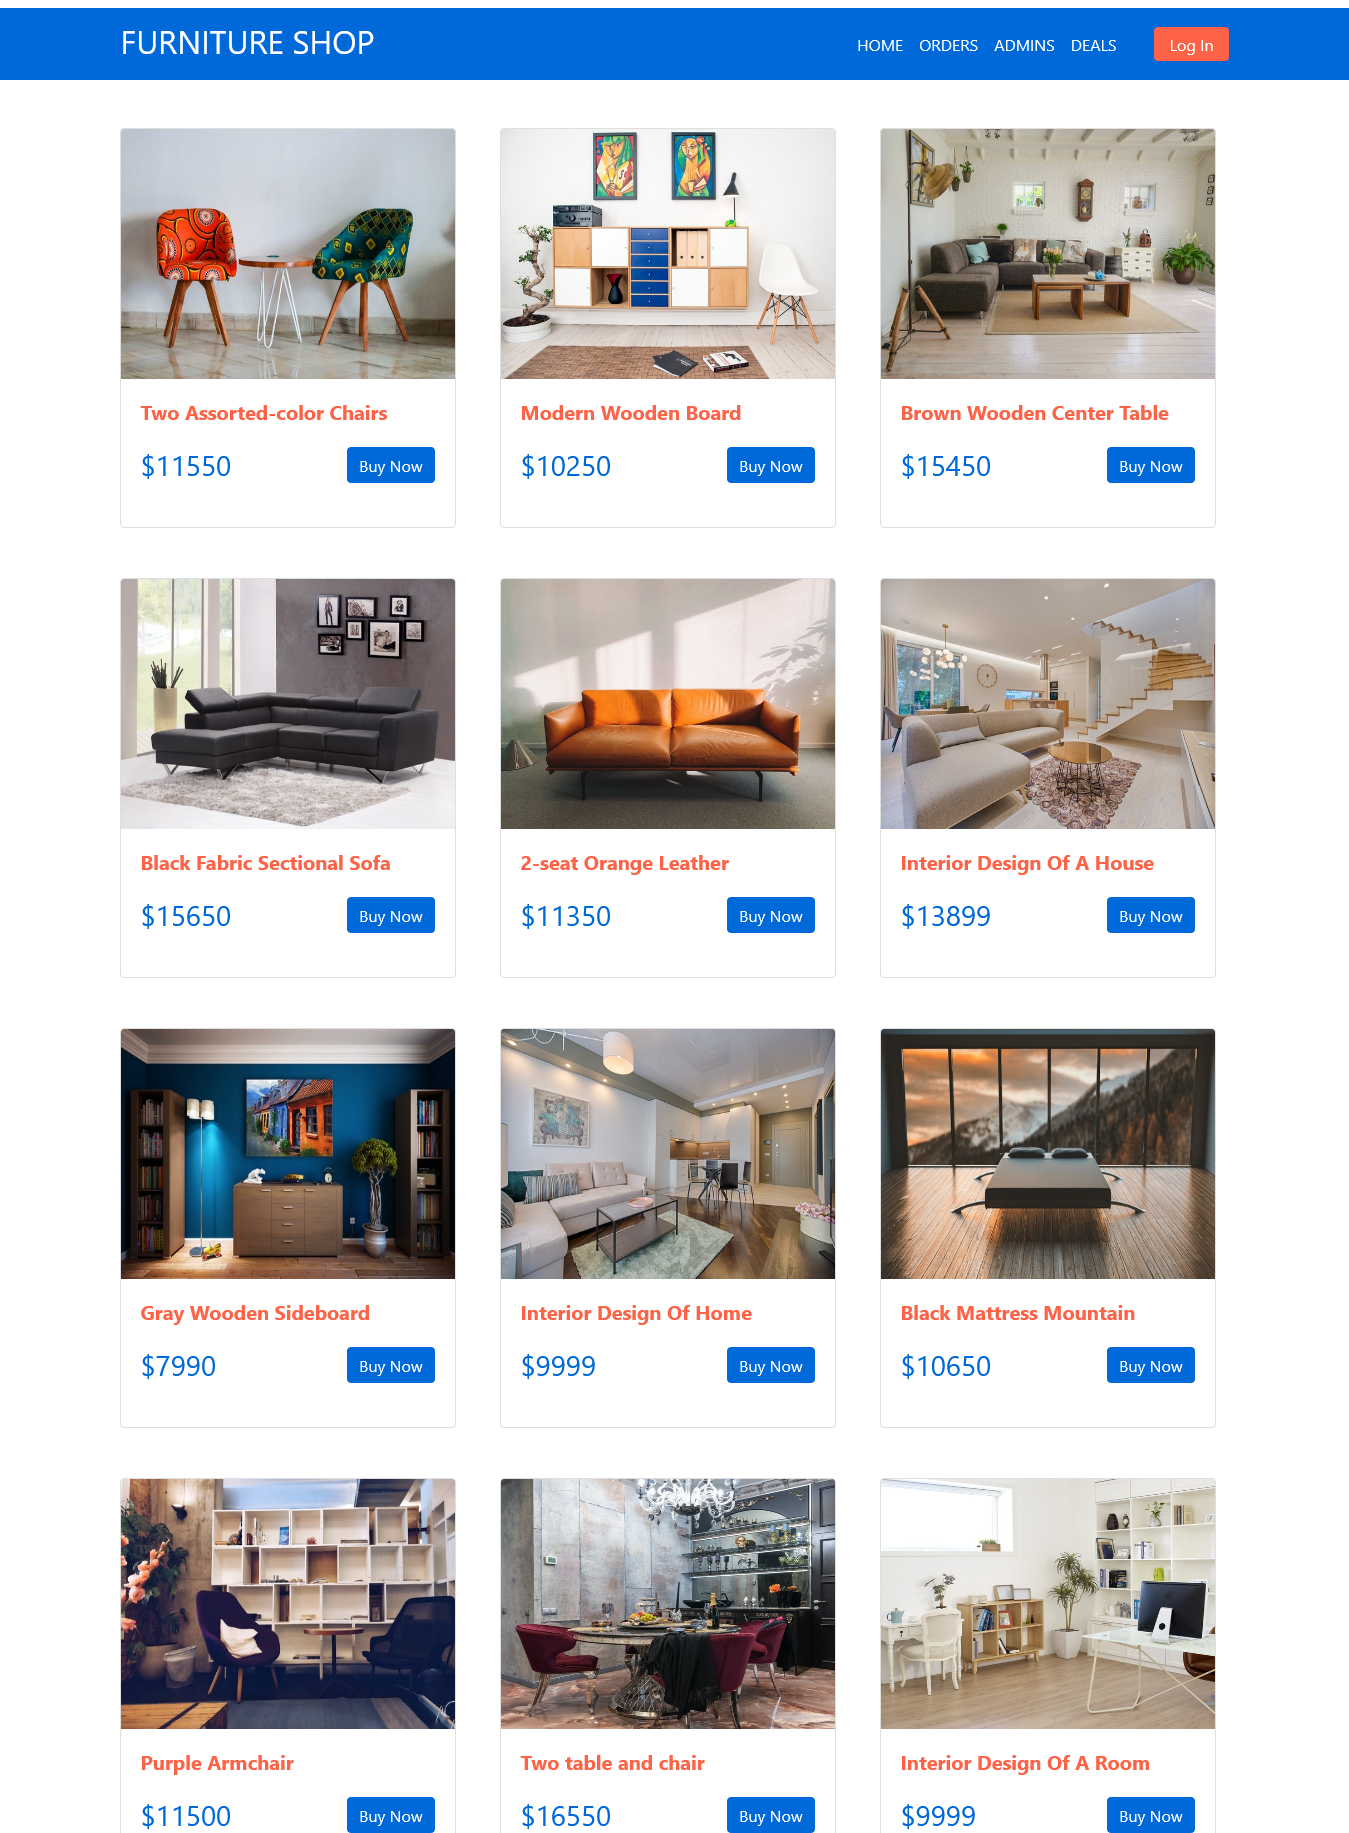 FURNITURE SHOP
HOME ORDERS ADMINS DEALS Log In
Two Assorted-color Chairs
$11550 Buy Now
Modern Wooden Board
$10250 Buy Now
Brown Wooden Center Table
$15450 Buy Now
Black Fabric Sectional Sofa
$15650 Buy Now
2-seat Orange Leather
$11350 Buy Now
Interior Design Of A House
$13899 Buy Now
Gray Wooden Sideboard
$7990 Buy Now
Interior Design Of Home
$9999 Buy Now
Black Mattress Mountain
$10650 Buy Now
Purple Armchair
$11500 Buy Now
Two table and chair
$16550 Buy Now
Interior Design Of A Room
$9999 Buy Now